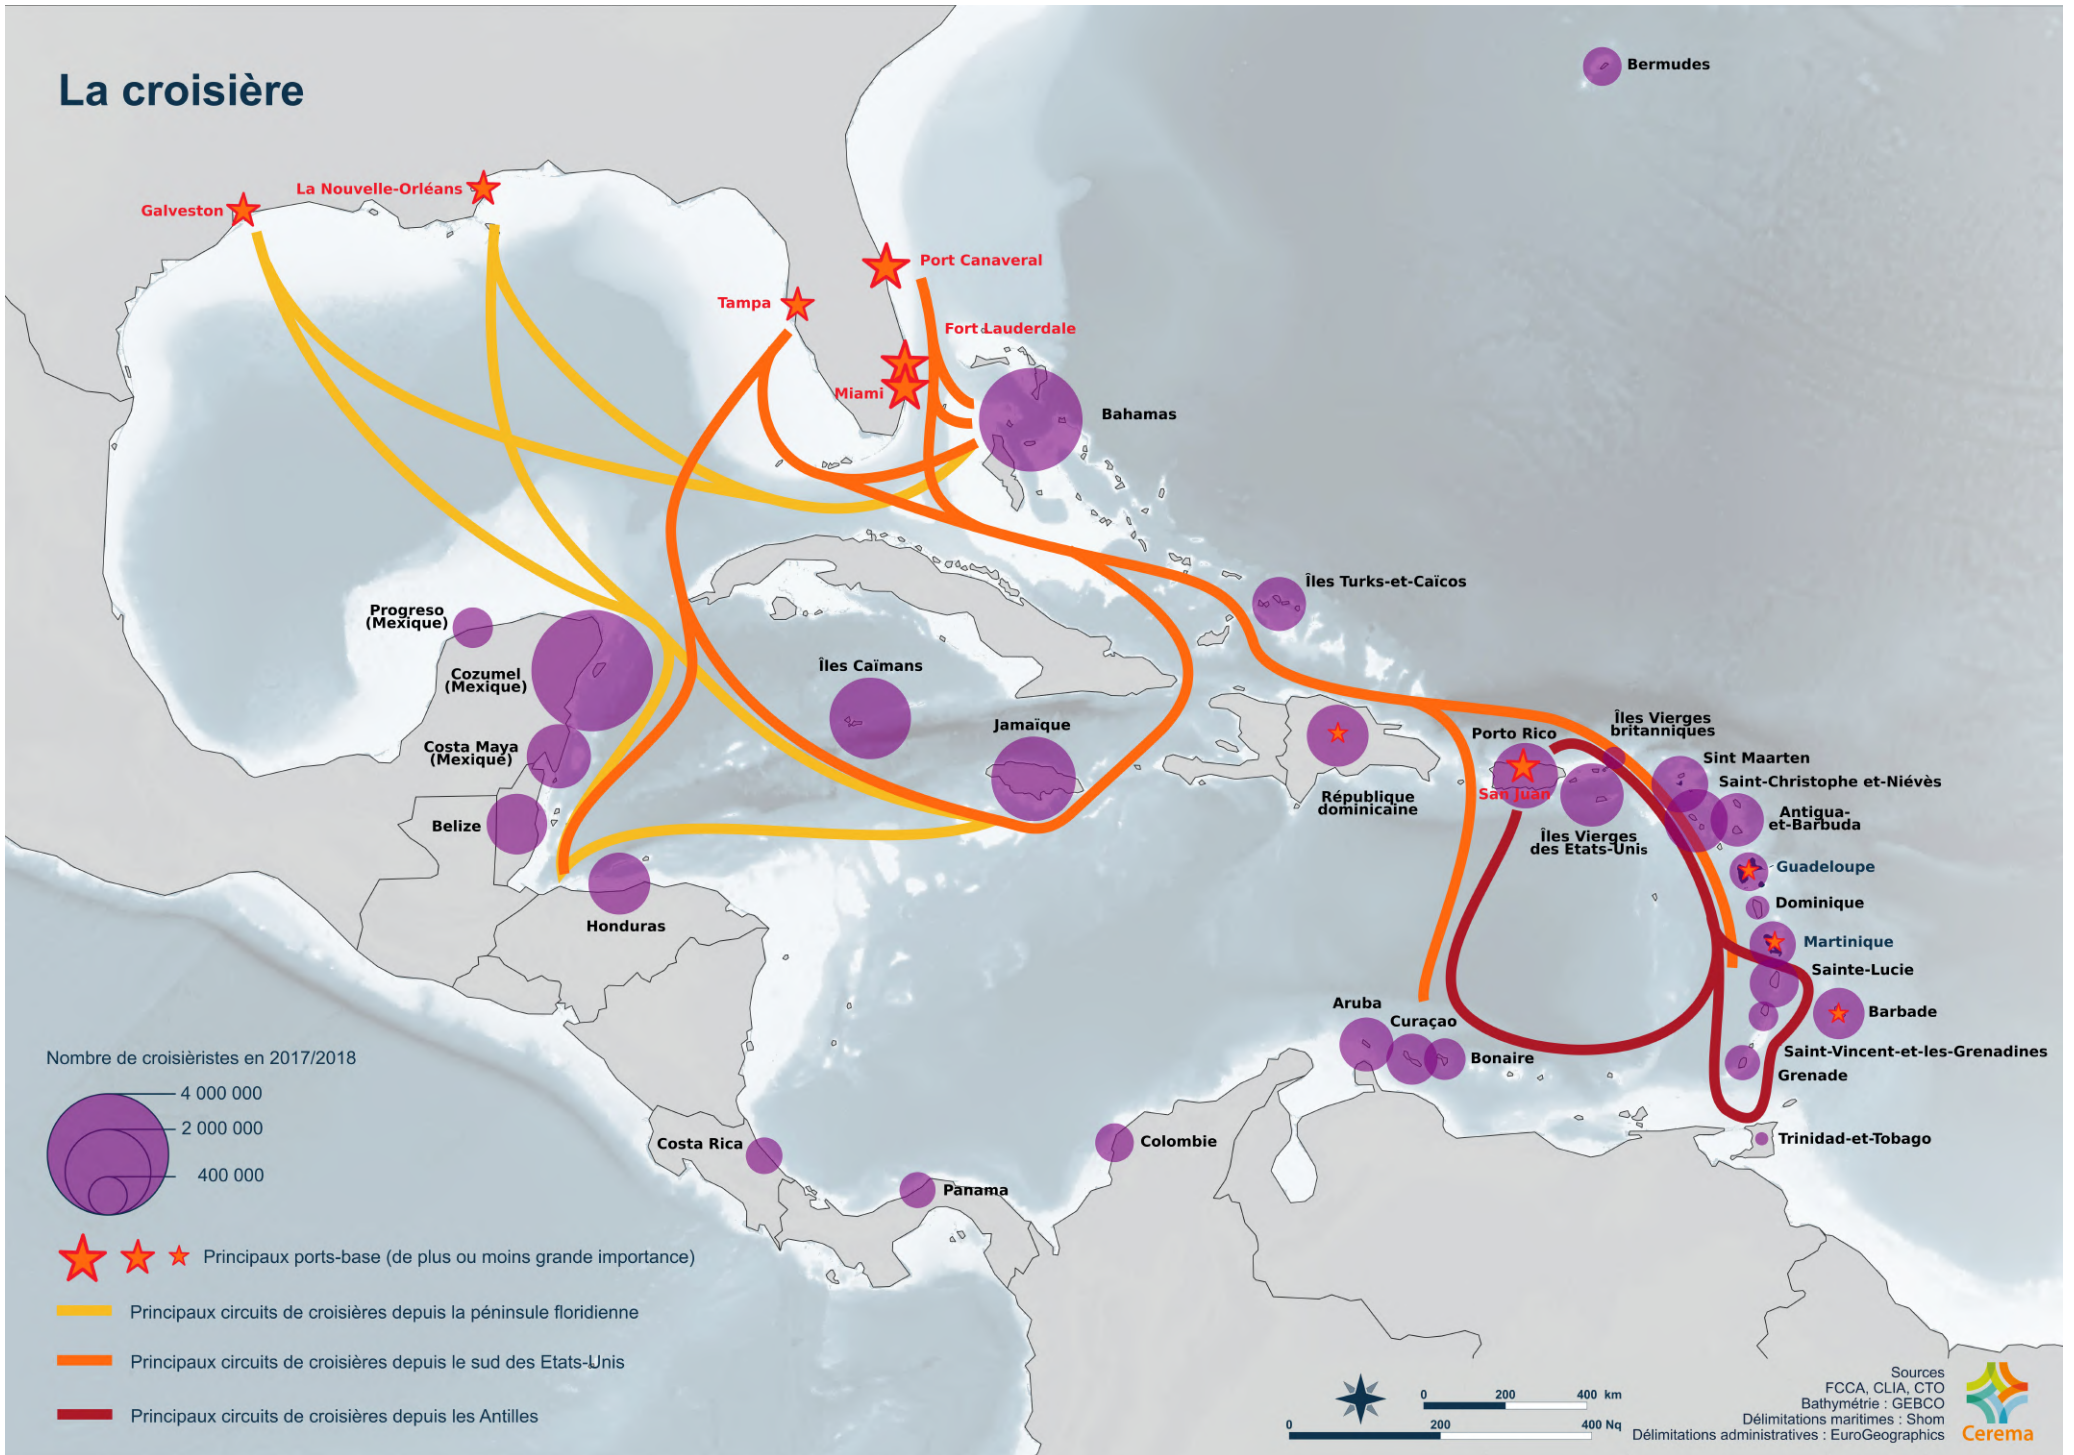 La croisière
Bermudes
La Nouvelle-Orléans
Galveston
Port Canaveral
Tampa
Fort Lauderdale
Miami
Bahamas
Îles Turks-et-Caïcos
Progreso
(Mexique)
Cozumel
(Mexique)
Îles Caïmans
Jamaïque
Costa Maya
(Mexique)
Belize
Honduras
République
dominicaine
Porto Rico
San Juan
Îles Vierges
britanniques
Sint Maarten
Saint-Christophe et-Niévès
Antigua-
et-Barbuda
Îles Vierges
des Etats-Unis
Guadeloupe
Dominique
Martinique
Sainte-Lucie
Barbade
Saint-Vincent-et-les-Grenadines
Grenade
Trinidad-et-Tobago
Aruba
Curaçao
Bonaire
Colombie
Costa Rica
Panama
Nombre de croisièristes en 2017/2018
4 000 000
2 000 000
400 000
Principaux ports-base (de plus ou moins grande importance)
Principaux circuits de croisières depuis la péninsule floridienne
Principaux circuits de croisières depuis le sud des Etats-Unis
Principaux circuits de croisières depuis les Antilles
0 200 400 km
0 200 400 Nq
Sources
FCCA, CLIA, CTO
Bathymétrie : GEBCO
Délimitations maritimes : Shom
Délimitations administratives : EuroGeographics
Cerema